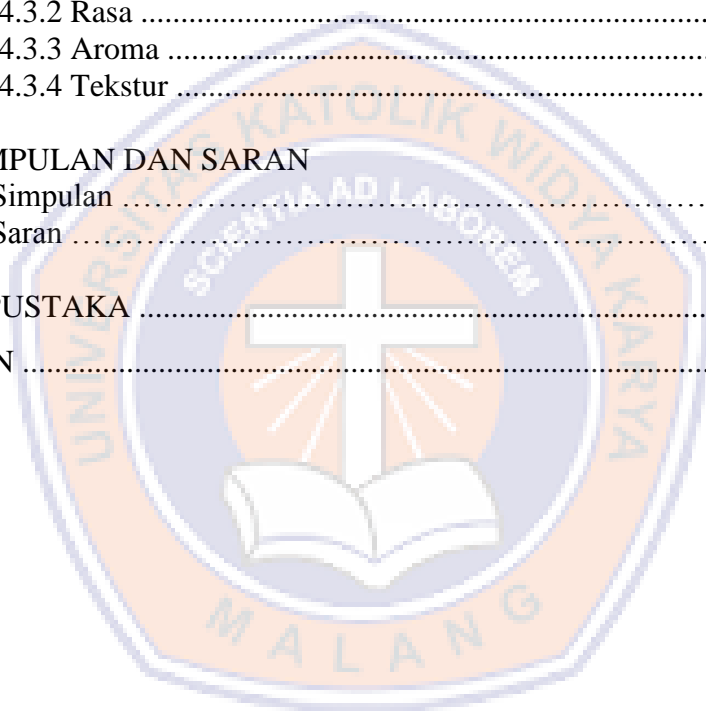 4.3.2 Rasa ........................................................................................
4.3.3 Aroma ....................................................................................
4.3.4 Tekstur ...................................................................................
MPULAN DAN SARAN
Simpulan ……………………………………………………
Saran …………………………………………………………
PUSTAKA ......................................................................................
N .........................................................................................................
UNIVERSITAS KATOLIK WIDYA KARYA
SCIENTIA AD LABOREM
MALANG